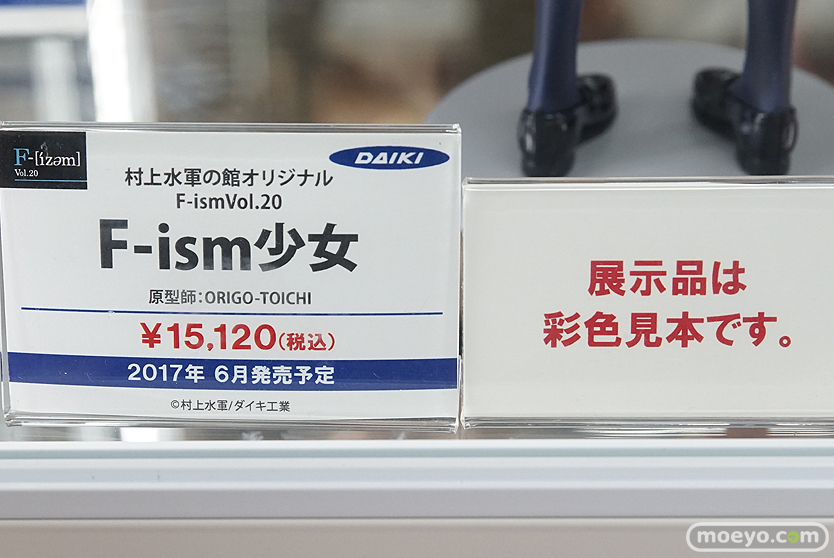 F-[ízəm]
Vol.20
DAIKI
村上水軍の館オリジナル
F-ismVol.20
F-ism少女
原型師：ORIGO-TOICHI
¥15,120(税込)
2017年 6月発売予定
©村上水軍/ダイキ工業
展示品は
彩色見本です。
moeyo.com